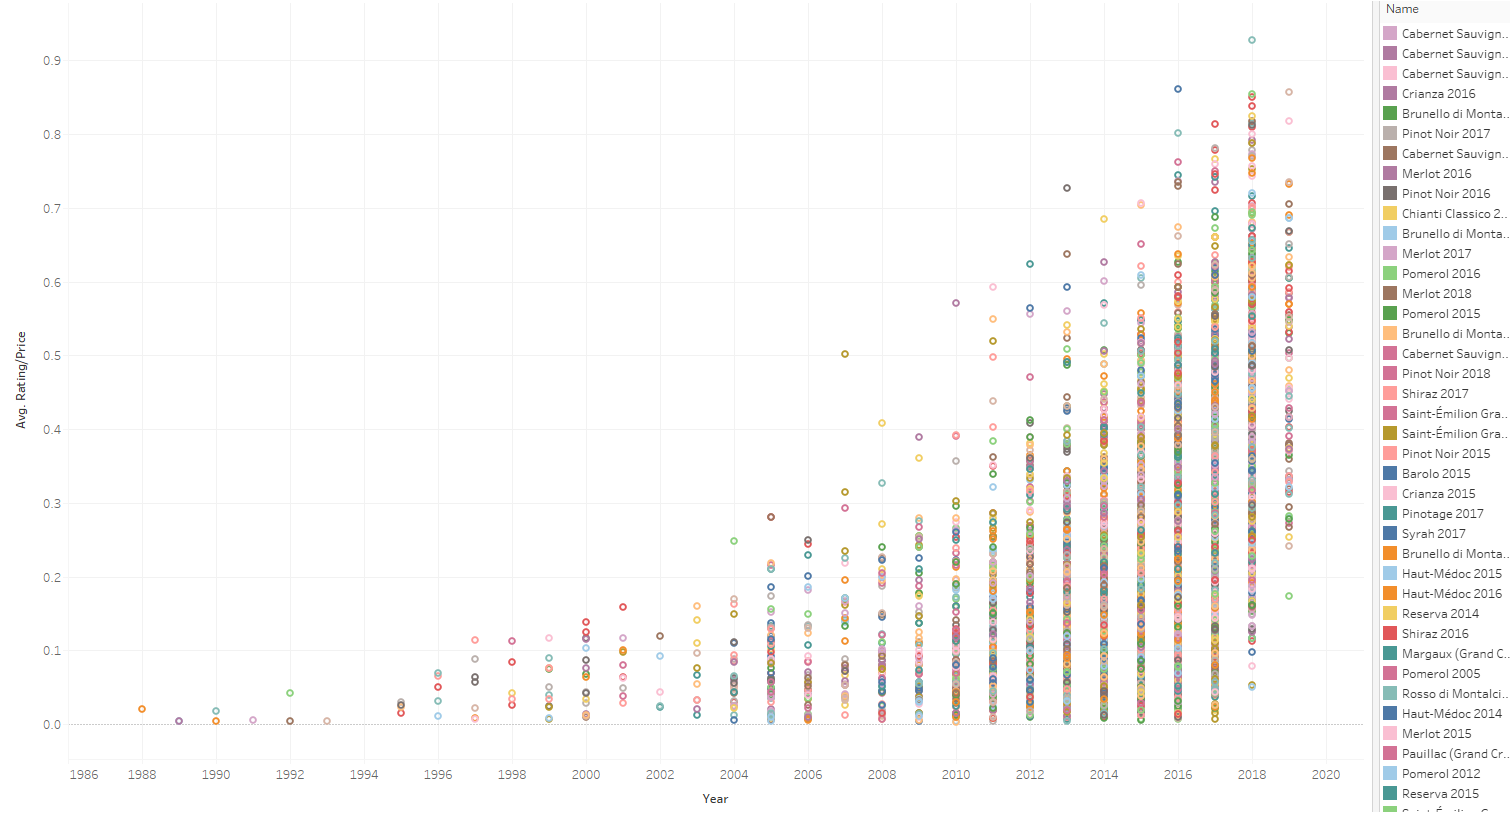 Name
Cabernet Sauvign..
Cabernet Sauvign..
Cabernet Sauvign..
Crianza 2016
Brunello di Monta..
Pinot Noir 2017
Cabernet Sauvign..
Merlot 2016
Pinot Noir 2016
Chianti Classico 2..
Brunello di Monta..
Merlot 2017
Pomerol 2016
Merlot 2018
Pomerol 2015
Brunello di Monta..
Cabernet Sauvign..
Pinot Noir 2018
Shiraz 2017
Saint-Émilion Gra..
Saint-Émilion Gra..
Pinot Noir 2015
Barolo 2015
Crianza 2015
Pinotage 2017
Syrah 2017
Brunello di Monta..
Haut-Médoc 2015
Haut-Médoc 2016
Reserva 2014
Shiraz 2016
Margaux (Grand C..
Pomerol 2005
Rosso di Montalci..
Haut-Médoc 2014
Merlot 2015
Pauillac (Grand Cr..
Pomerol 2012
Reserva 2015
Avg. Rating/Price
0.9
0.8
0.7
0.6
0.5
0.4
0.3
0.2
0.1
0.0
1986 1988 1990 1992 1994 1996 1998 2000 2002 2004 2006 2008 2010 2012 2014 2016 2018 2020
Year